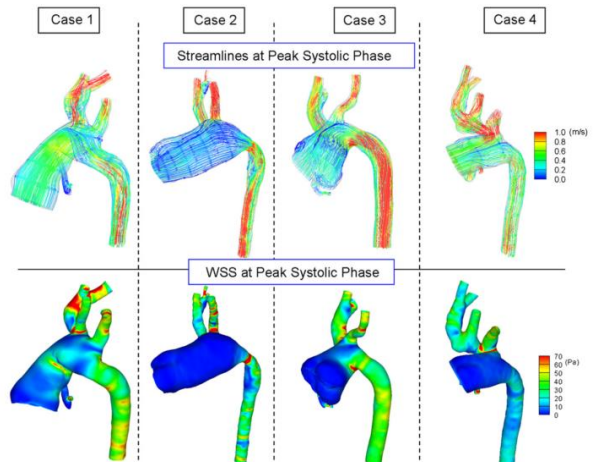 Case 1
Case 2
Case 3
Case 4
Streamlines at Peak Systolic Phase
1.0 (m/s)
0.8
0.6
0.4
0.2
0.0
WSS at Peak Systolic Phase
70 (Pa)
60
50
40
30
20
10
0